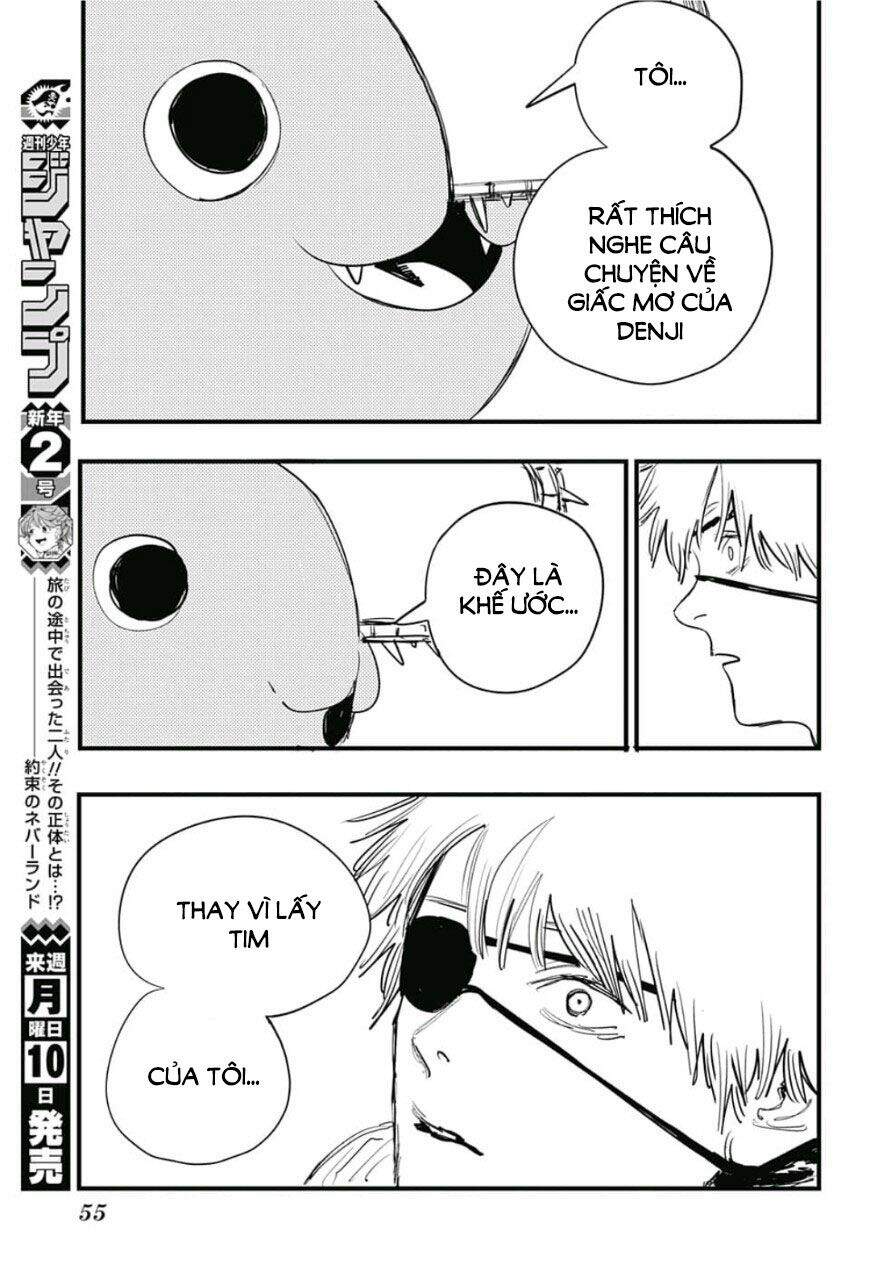 TÔI...
RẤT THÍCH
NGHE CÂU
CHUYỆN VỀ
GIẤC MƠ CỦA
DENJI
ĐÂY LÀ
KHẾ ƯỚC...
THAY VÌ LẤY
TIM
CỦA TÔI...
週刊少年
ジャンプ
新年
2
号
旅の途中で出会った二人!!その正体とは…!?
約束のネバーランド
来週
月
曜日
10
日
発売
55